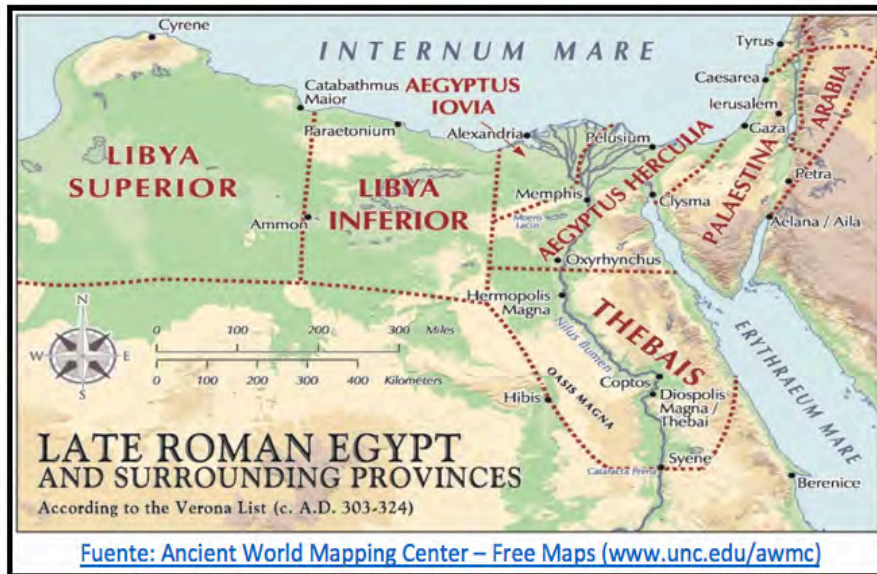 Cyrene
INTERNUM MARE
Tyrus
Catabathmus
Maior
AEGYPTUS
IOVIA
Caesarea
Ierusalem
ARABIA
Paraetonium
Alexandria
Pelusium
Gaza
LIBYA
SUPERIOR
LIBYA
INFERIOR
Memphis
AEGYPTUS HERCULIA
Clysma
PALAESTINA
Petra
Ammon
Moeris
lacus
Aelana / Aila
Oxyrhynchus
Hermopolis
Magna
THEBAIS
Nilus flumen
ERYTHRAEUM MARE
N
W
E
S
0 100 200 300 Miles
0 100 200 300 400 Kilometers
Coptos
Hibis
OASIS MAGNA
Diospolis
Magna /
Thebai
Syene
Cataracta Prima
Berenice
LATE ROMAN EGYPT
AND SURROUNDING PROVINCES
According to the Verona List (c. A.D. 303-324)
Fuente: Ancient World Mapping Center – Free Maps (www.unc.edu/awmc)